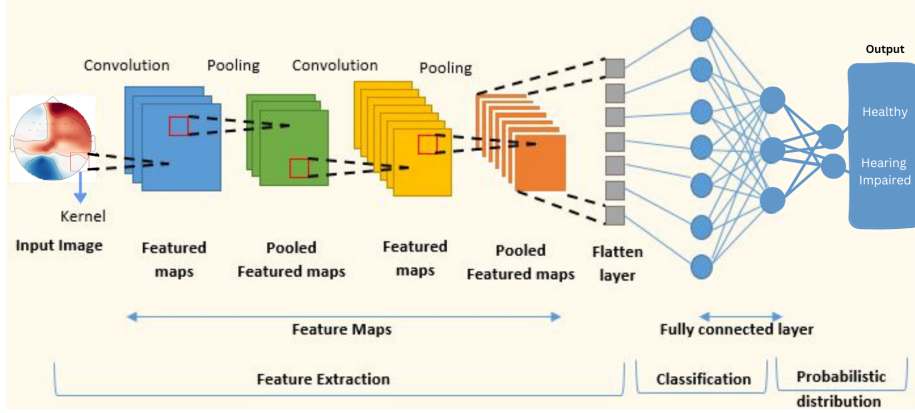 Convolution
Pooling
Convolution
Pooling
Output
Healthy
Hearing
Impaired
Kernel
Input Image
Featured
maps
Pooled
Featured maps
Featured
maps
Pooled
Featured maps
Flatten
layer
Feature Maps
Fully connected layer
Feature Extraction
Classification
Probabilistic
distribution